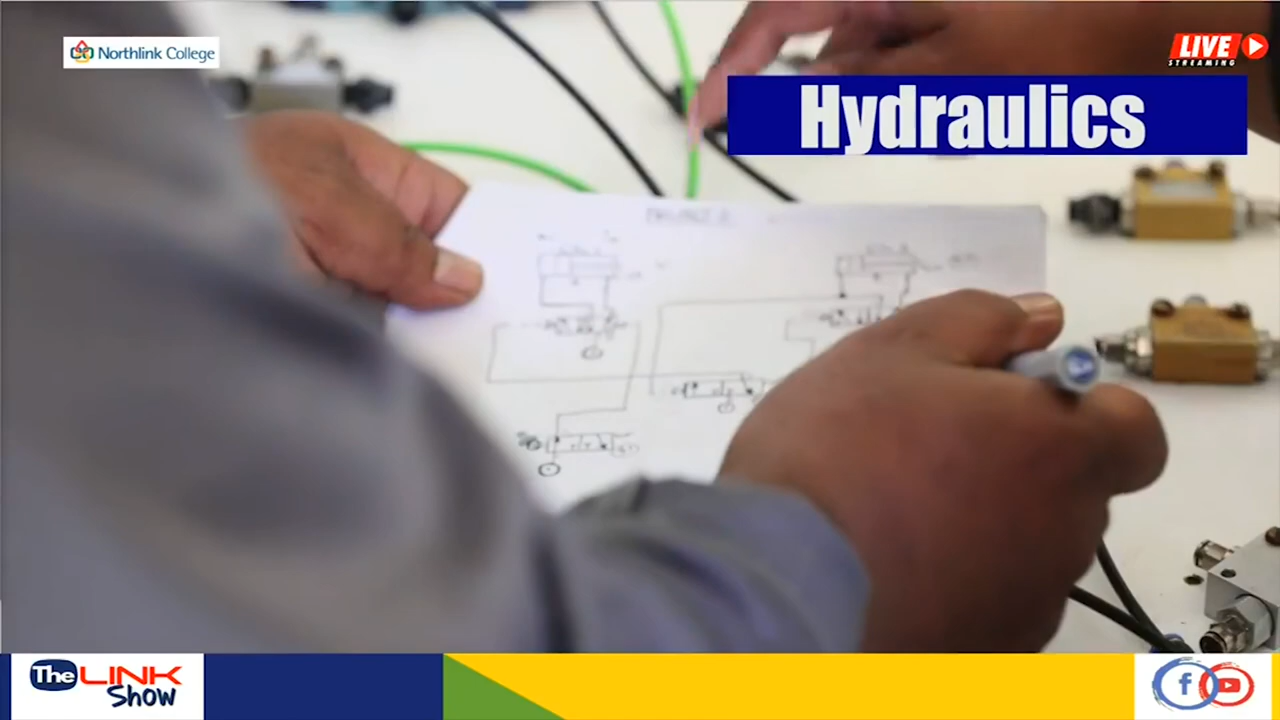 Northlink College
LIVE
STREAMING
Hydraulics
The LINK
Show